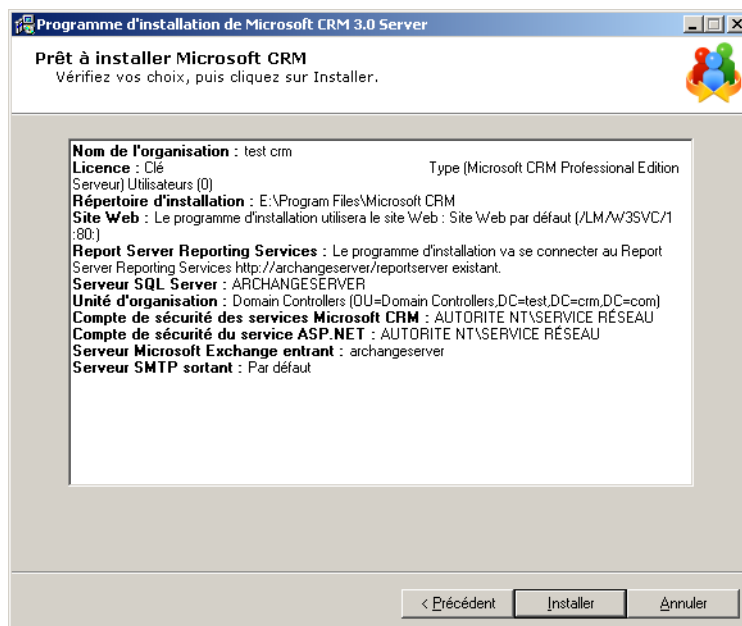 Programme d'installation de Microsoft CRM 3.0 Server
Prêt à installer Microsoft CRM
Vérifiez vos choix, puis cliquez sur Installer.
Nom de l'organisation : test crm
Licence : Clé Type (Microsoft CRM Professional Edition
Serveur) Utilisateurs (0)
Répertoire d'installation : E:\Program Files\Microsoft CRM
Site Web : Le programme d'installation utilisera le site Web : Site Web par défaut (/LM/W3SVC/1
:80:)
Report Server Reporting Services : Le programme d'installation va se connecter au Report
Server Reporting Services http://archangeserver/reportserver existant.
Serveur SQL Server : ARCHANGESERVER
Unité d'organisation : Domain Controllers (OU=Domain Controllers,DC=test,DC=crm,DC=com)
Compte de sécurité des services Microsoft CRM : AUTORITE NT\SERVICE RÉSEAU
Compte de sécurité du service ASP.NET : AUTORITE NT\SERVICE RÉSEAU
Serveur Microsoft Exchange entrant : archangeserver
Serveur SMTP sortant : Par défaut
< Précédent Installer Annuler